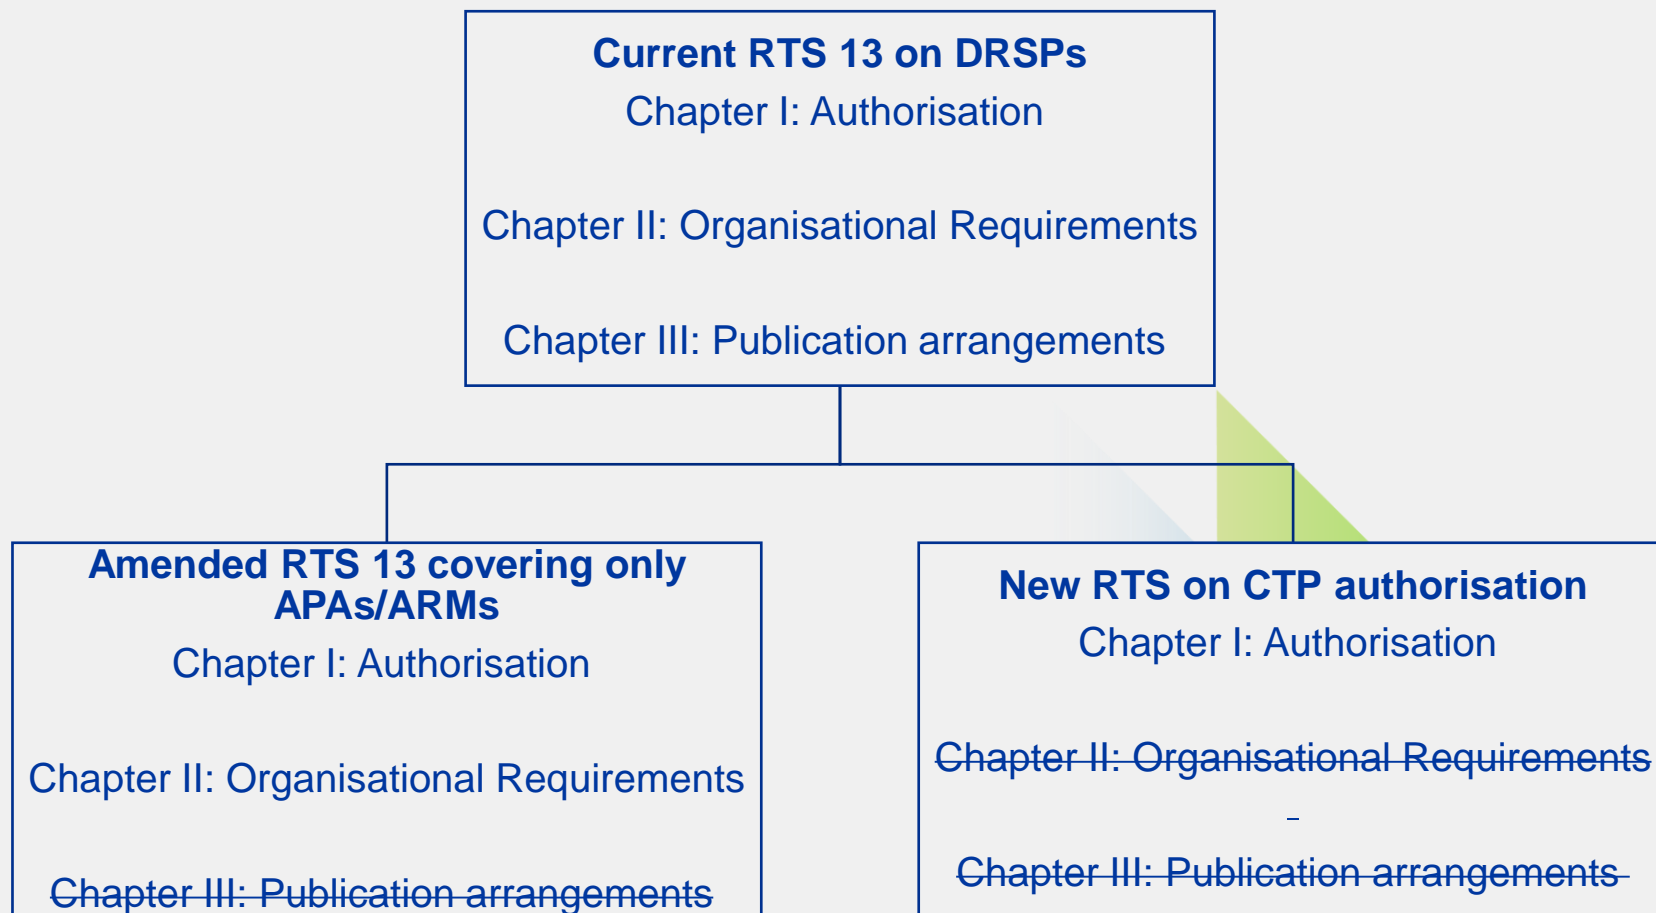 Current RTS 13 on DRSPs
Chapter I: Authorisation
Chapter II: Organisational Requirements
Chapter III: Publication arrangements
Amended RTS 13 covering only
APAs/ARMs
Chapter I: Authorisation
Chapter II: Organisational Requirements
Chapter III: Publication arrangements
New RTS on CTP authorisation
Chapter I: Authorisation
Chapter II: Organisational Requirements
Chapter III: Publication arrangements